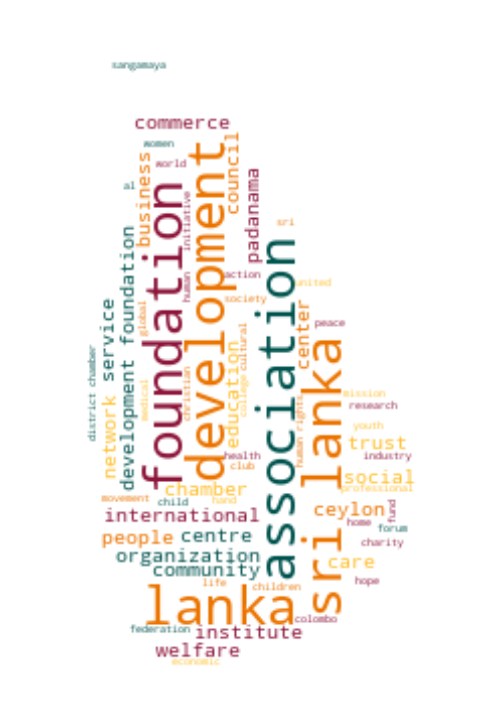 sangamaya
commerce
women
world
al
business
council
development
foundation
initiative
human
padanama
sri
action
association
united
society
development foundation
service
global
center
peace
cultural
education
college
christian
medical
network
district chamber
sri lanka
human rights
mission
research
youth
trust
industry
health
club
social
professional
chamber
movement
child
hand
international
ceylon
fund
home
forum
people
centre
charity
organization
care
community
hope
life
children
lanka
colombo
federation
institute
welfare
economic